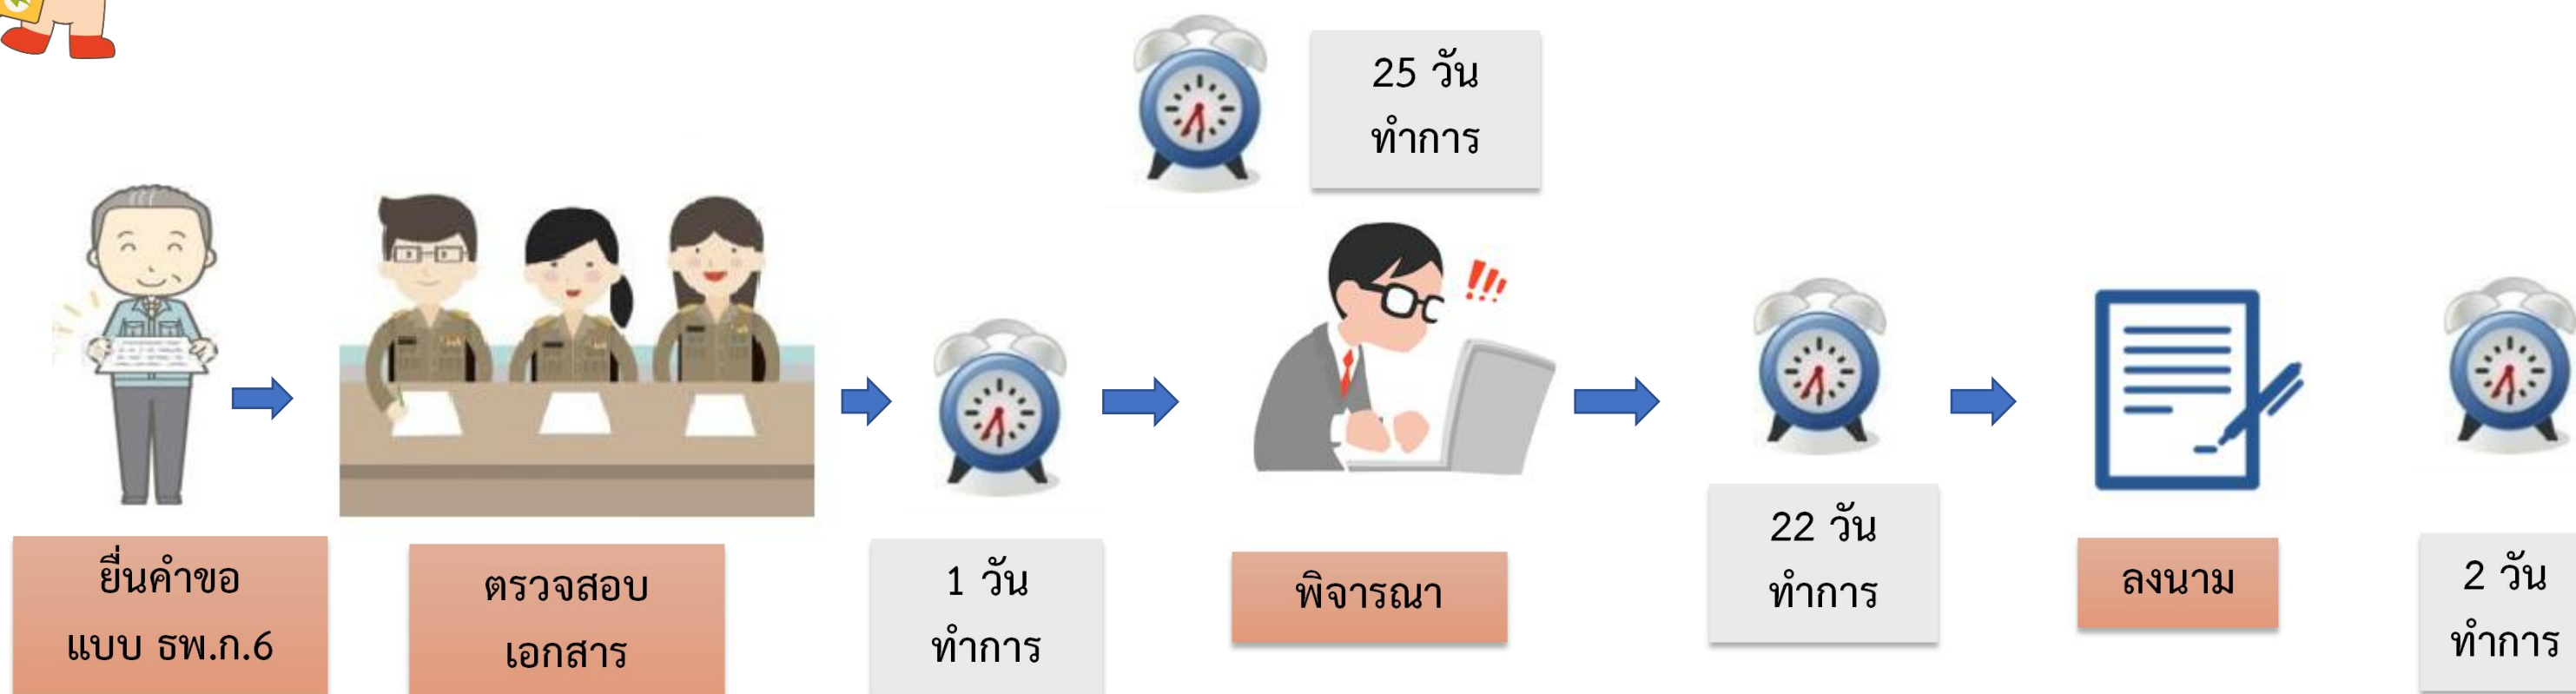 25 วัน
ทำการ
ยื่นคำขอ
แบบ ธพ.ก.6
ตรวจสอบ
เอกสาร
1 วัน
ทำการ
พิจารณา
22 วัน
ทำการ
ลงนาม
2 วัน
ทำการ